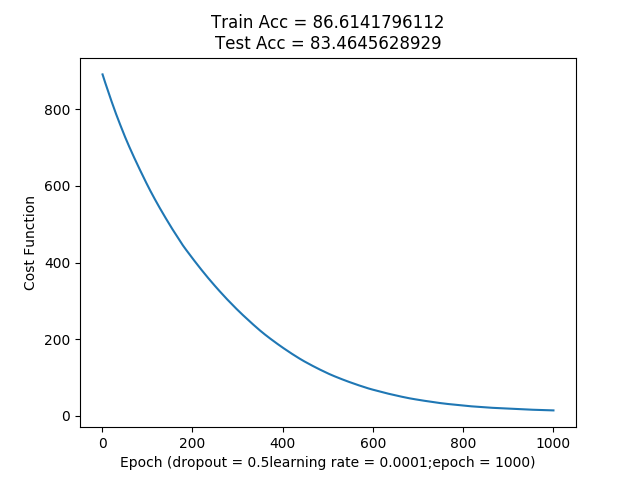 Train Acc = 86.6141796112
Test Acc = 83.4645628929
800
600
400
200
0
Cost Function
0 200 400 600 800 1000
Epoch (dropout = 0.5learning rate = 0.0001;epoch = 1000)